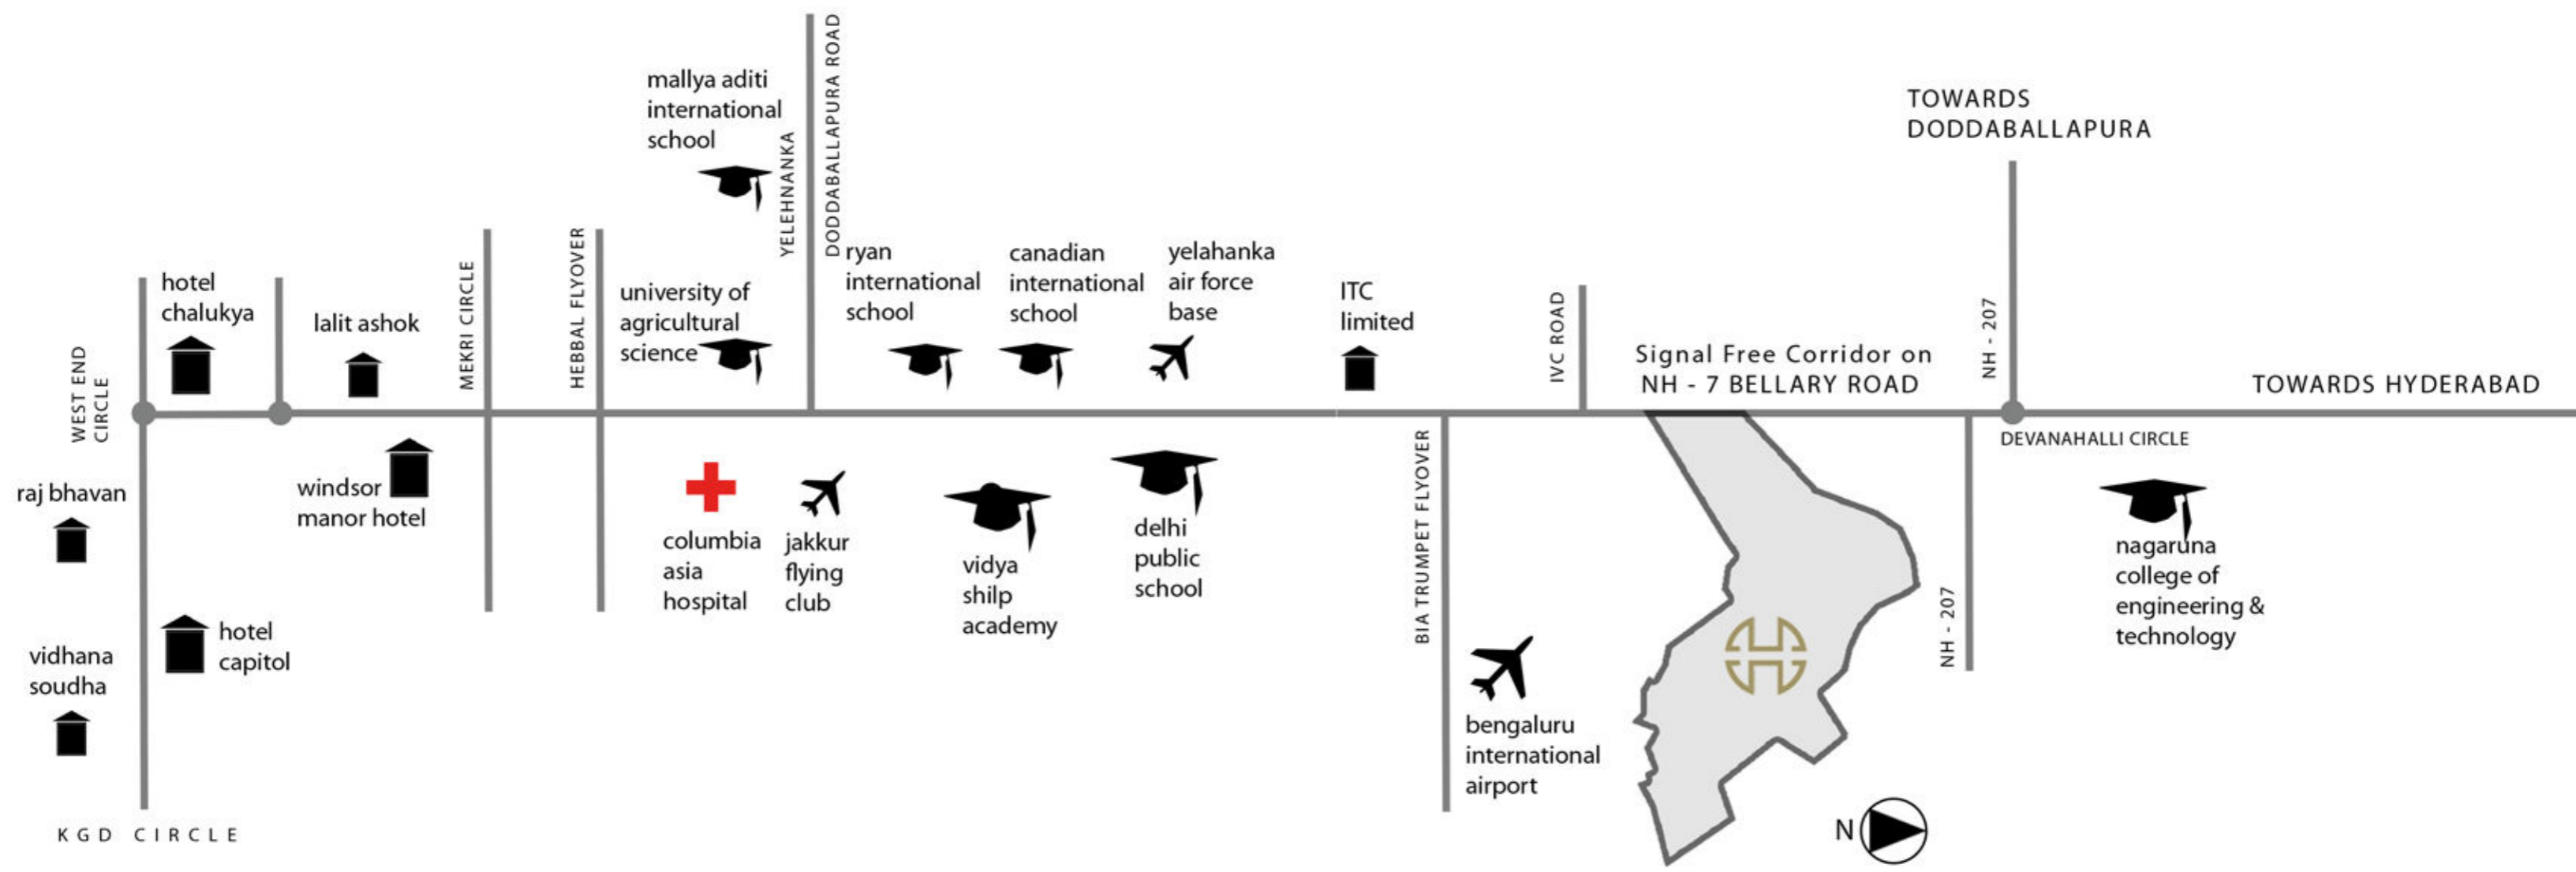 mallya aditi
international
school
YELEHNANKA
DODDABALLAPURA ROAD
TOWARDS
DODDABALLAPURA
hotel
chalukya
lalit ashok
WEST END
CIRCLE
MEKRI CIRCLE
HEBBAL FLYOVER
university of
agricultural
science
ryan
international
school
canadian
international
school
yelahanka
air force
base
ITC
limited
IVC ROAD
Signal Free Corridor on
NH - 7 BELLARY ROAD
NH - 207
TOWARDS HYDERABAD
DEVANAHALLI CIRCLE
raj bhavan
windsor
manor hotel
columbia
asia
hospital
jakkur
flying
club
vidya
shilp
academy
delhi
public
school
BIA TRUMPET FLYOVER
NH - 207
nagaruna
college of
engineering &
technology
hotel
capitol
vidhana
soudha
bengaluru
international
airport
KGD CIRCLE
N